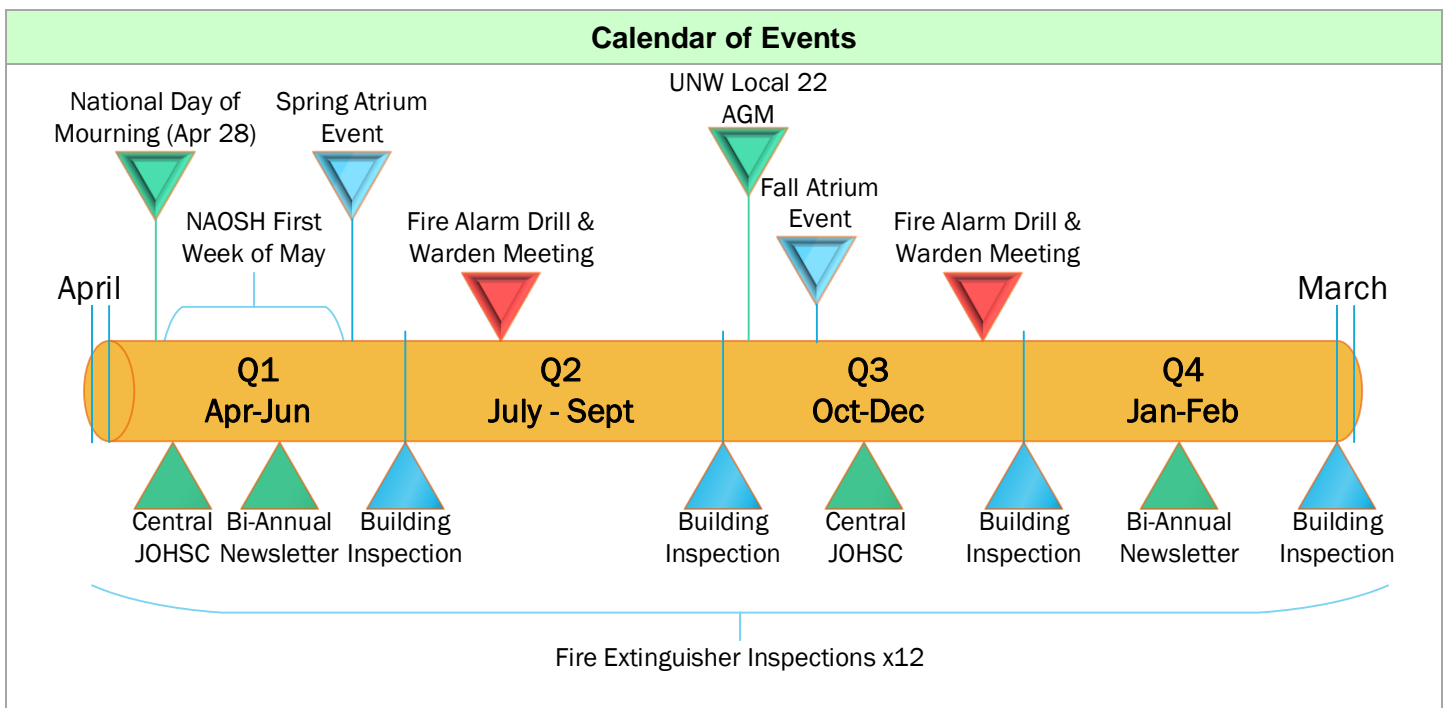 Calendar of Events
National Day of
Mourning (Apr 28)
Spring Atrium
Event
UNW Local 22
AGM
NAOSH First
Week of May
Fire Alarm Drill &
Warden Meeting
Fall Atrium
Event
Fire Alarm Drill &
Warden Meeting
April
March
Q1
Apr-Jun
Q2
July - Sept
Q3
Oct-Dec
Q4
Jan-Feb
Central
JOHSC
Bi-Annual
Newsletter
Building
Inspection
Building
Inspection
Central
JOHSC
Building
Inspection
Bi-Annual
Newsletter
Building
Inspection
Fire Extinguisher Inspections x12